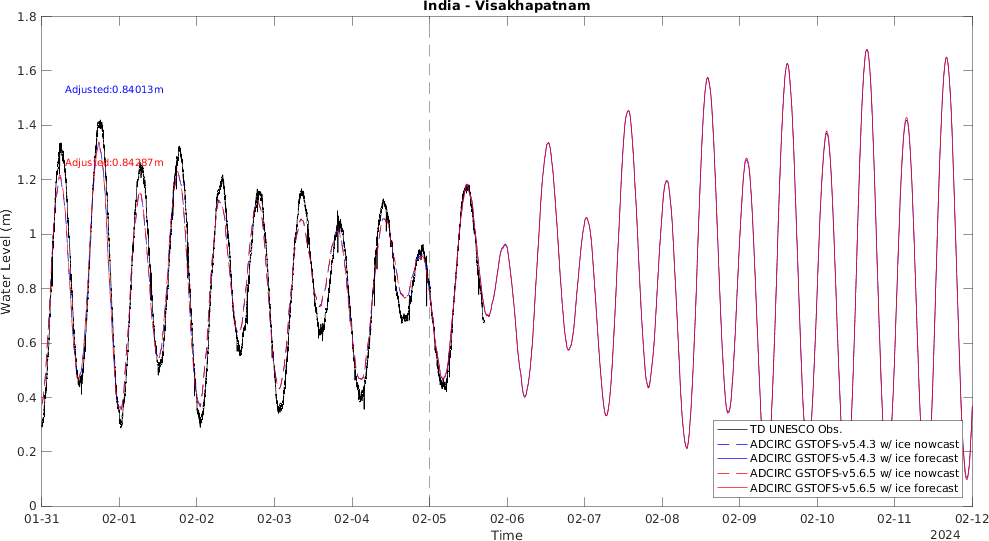 India - Visakhapatnam
Water Level (m)
1.8
1.6
1.4
1.2
1
0.8
0.6
0.4
0.2
0
Adjusted:0.84013m
Adjusted:0.84287m
TD UNESCO Obs.
ADCIRC GSTOFS-v5.4.3 w/ ice nowcast
ADCIRC GSTOFS-v5.4.3 w/ ice forecast
ADCIRC GSTOFS-v5.6.5 w/ ice nowcast
ADCIRC GSTOFS-v5.6.5 w/ ice forecast
01-31 02-01 02-02 02-03 02-04 02-05 02-06 02-07 02-08 02-09 02-10 02-11 02-12
Time
2024